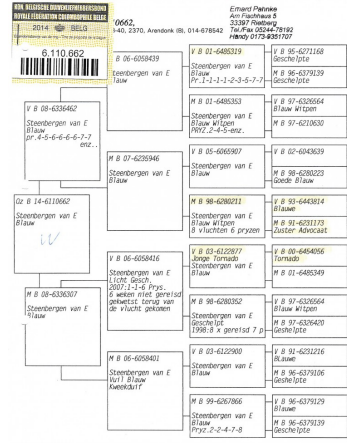 KON. BELGISCHE DUIVENLIEFHEBBERSBOND
ROYALE FEDERATION COLOMBOPHILE BELGE
2014 BELG
6.110.662
0662,
40, 2370, Arendonk (B), 014-678542
Emard Pahnke
Am Fischhaus 5
33397 Rietberg
Tel./Fax 05244-78192
Handy 0173-9351707
Oz B 14-6110662
Steenbergen van E
Blauw
V B 08-6336462
Steenbergen van E
Blauw
pr.4-5-6-6-6-6-7-7
enz..
M B 08-6336307
Steenbergen van E
Blauw
V B 06-6058439
Steenbergen van E
Blauw
M B 07-6235946
Steenbergen van E
Blauw
V B 06-6058416
Steenbergen van E
Licht Gesch.
2007:1-1-6 Prys.
6 weken niet gereisd
gekwetst terug van
de vlucht gekomen
M B 06-6058401
Steenbergen van E
Vuil Blauw
Kweekduif
V B 01-6485319
Steenbergen van E
Blauw
Pr.1-1-1-2-3-5-7-7
M B 01-6485353
Steenbergen van E
Blauw Witpen
PRYZ.2-4-5-enz.
V B 05-6065907
Steenbergen van E
Blauw
M B 98-6280211
Steenbergen van E
Blauw Witpen
8 vluchten 6 pryzen
V B 03-6122877
Jonge Tornado
Steenbergen van E
Blauw
M B 98-6280352
Steenbergen van E
Geschelpt
1998:8 x gereisd 7 p
V B 03-6122900
Steenbergen van E
Blauw
M B 99-6267866
Steenbergen van E
Blauw
Pryz.2-2-4-7-8
V B 95-6271168
Geschelpte
M B 96-6379139
Geschelpte
V B 97-6326564
Blauw Witpen
M B 97-6210630
V B 02-6043639
M B 98-6280223
Goede Blauw
V B 93-6443814
Blauwe
M B 91-6231173
Zuster Advocaat
V B 00-6454056
Tornado
M B 01-6485349
V B 97-6326564
Blauw Witpen
M B 97-6326420
Geschelpte
V B 91-6231216
BLauwe
M B 96-6379106
Geshelpte
V B 96-6379129
Blauwe
M B 96-6379139
Geschelpte